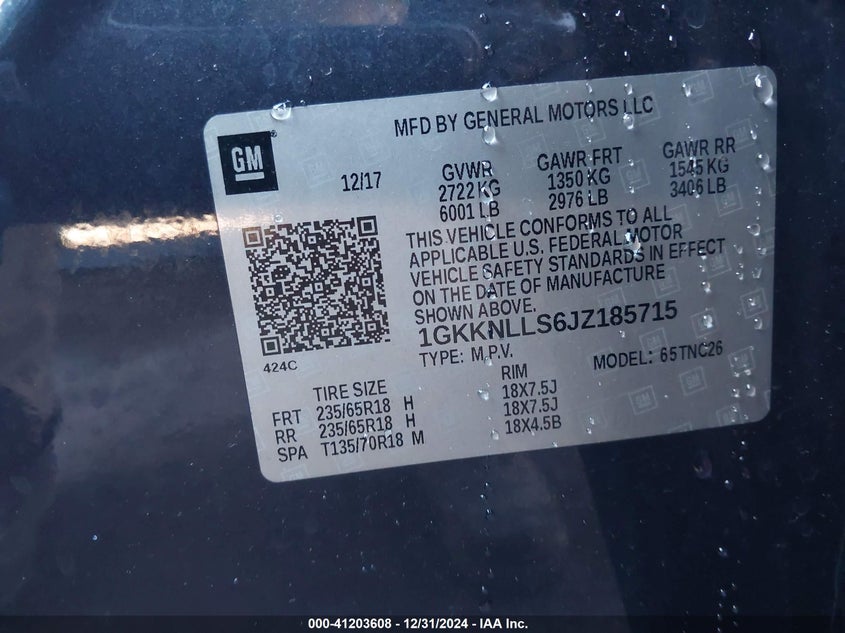 MFD BY GENERAL MOTORS LLC
GM
12/17
GVWR
2722 KG
6001 LB
GAWR FRT
1350 KG
2976 LB
GAWR RR
1545 KG
3406 LB
THIS VEHICLE CONFORMS TO ALL
APPLICABLE U.S. FEDERAL MOTOR
VEHICLE SAFETY STANDARDS IN EFFECT
ON THE DATE OF MANUFACTURE
SHOWN ABOVE.
1GKKNLLS6JZ185715
TYPE: M.P.V.
MODEL: 65TNC26
424C
TIRE SIZE
RIM
FRT 235/65R18 H 18X7.5J
RR 235/65R18 H 18X7.5J
SPA T135/70R18 M 18X4.5B
000-41203608 - 12/31/2024 - IAA Inc.